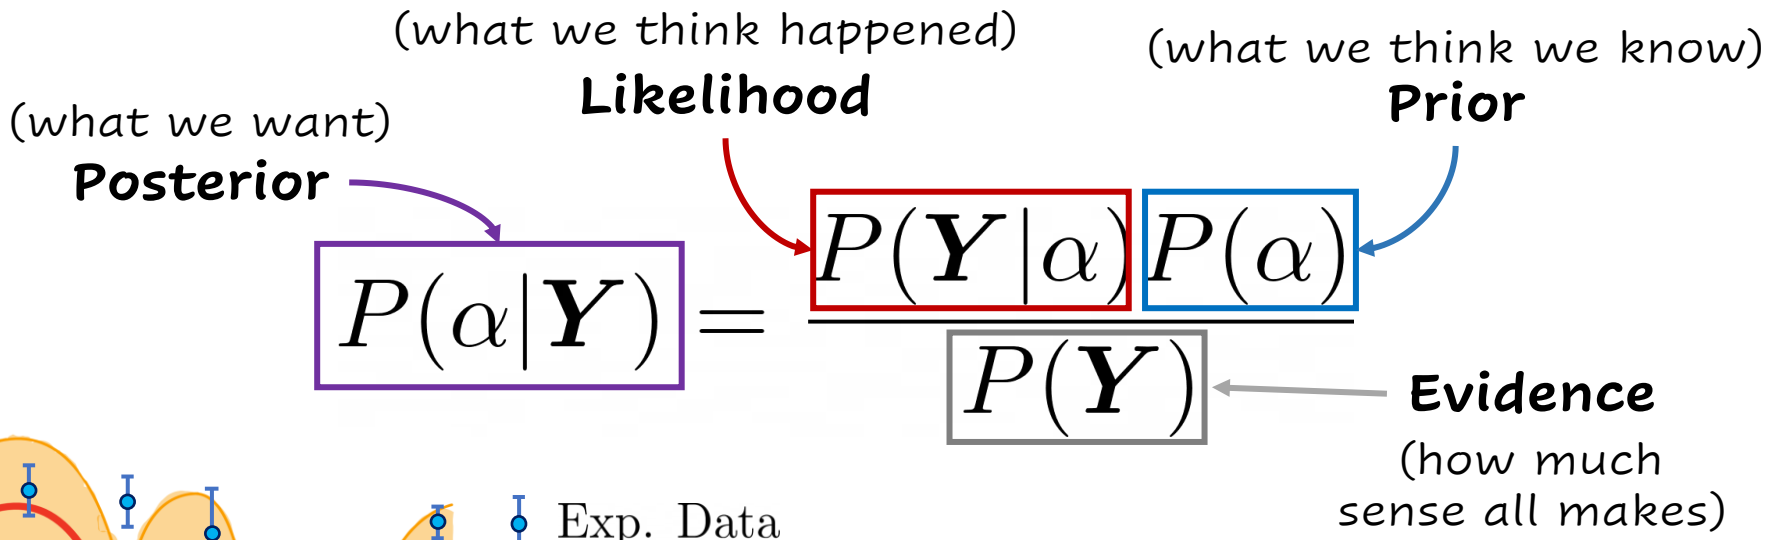 (what we think happened)
Likelihood
(what we think we know)
Prior
(what we want)
Posterior
P(α|Y) = P(Y|α) P(α)
P(Y)
Evidence
(how much
sense all makes)
Exp. Data